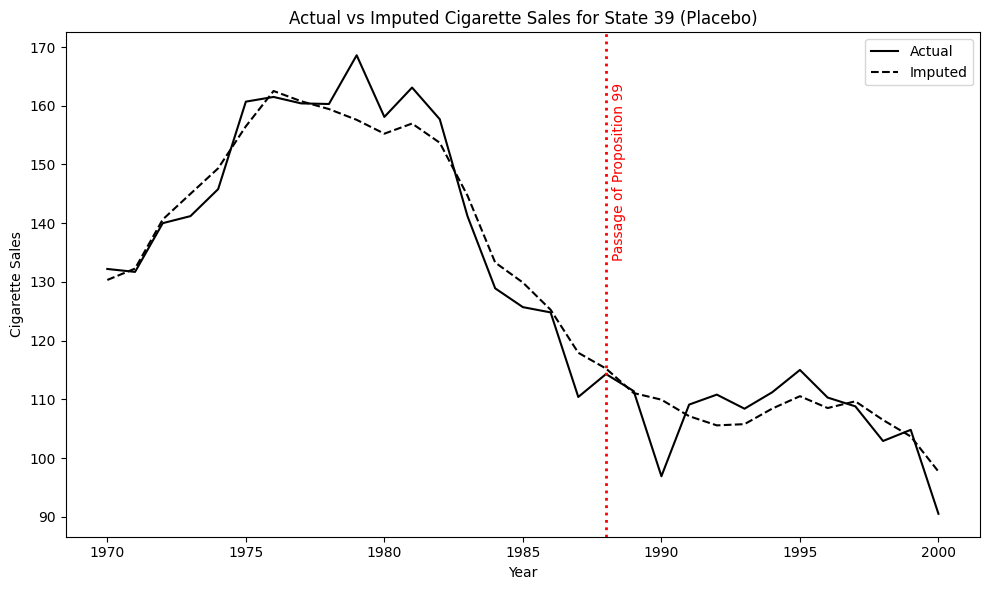 Actual vs Imputed Cigarette Sales for State 39 (Placebo)
Actual
Imputed
Passage of Proposition 99
Cigarette Sales
170
160
150
140
130
120
110
100
90
1970
1975
1980
1985
1990
1995
2000
Year